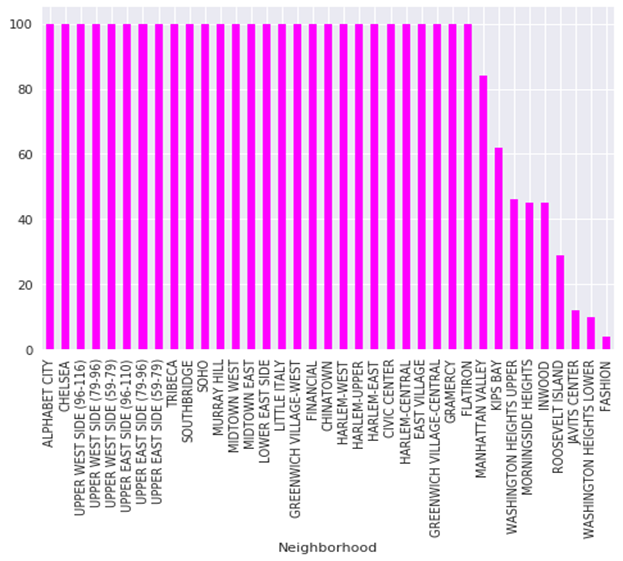 100
80
60
40
20
0
ALPHABET CITY
CHELSEA
UPPER WEST SIDE (96-116)
UPPER WEST SIDE (79-96)
UPPER WEST SIDE (59-79)
UPPER EAST SIDE (96-110)
UPPER EAST SIDE (79-96)
UPPER EAST SIDE (59-79)
TRIBECA
SOUTHBRIDGE
SOHO
MURRAY HILL
MIDTOWN WEST
MIDTOWN EAST
LOWER EAST SIDE
LITTLE ITALY
GREENWICH VILLAGE-WEST
FINANCIAL
CHINATOWN
HARLEM-WEST
HARLEM-UPPER
HARLEM-EAST
CIVIC CENTER
HARLEM-CENTRAL
EAST VILLAGE
GREENWICH VILLAGE-CENTRAL
GRAMERCY
FLATIRON
MANHATTAN VALLEY
KIPS BAY
WASHINGTON HEIGHTS UPPER
MORNINGSIDE HEIGHTS
INWOOD
ROOSEVELT ISLAND
JAVITS CENTER
WASHINGTON HEIGHTS LOWER
FASHION
Neighborhood